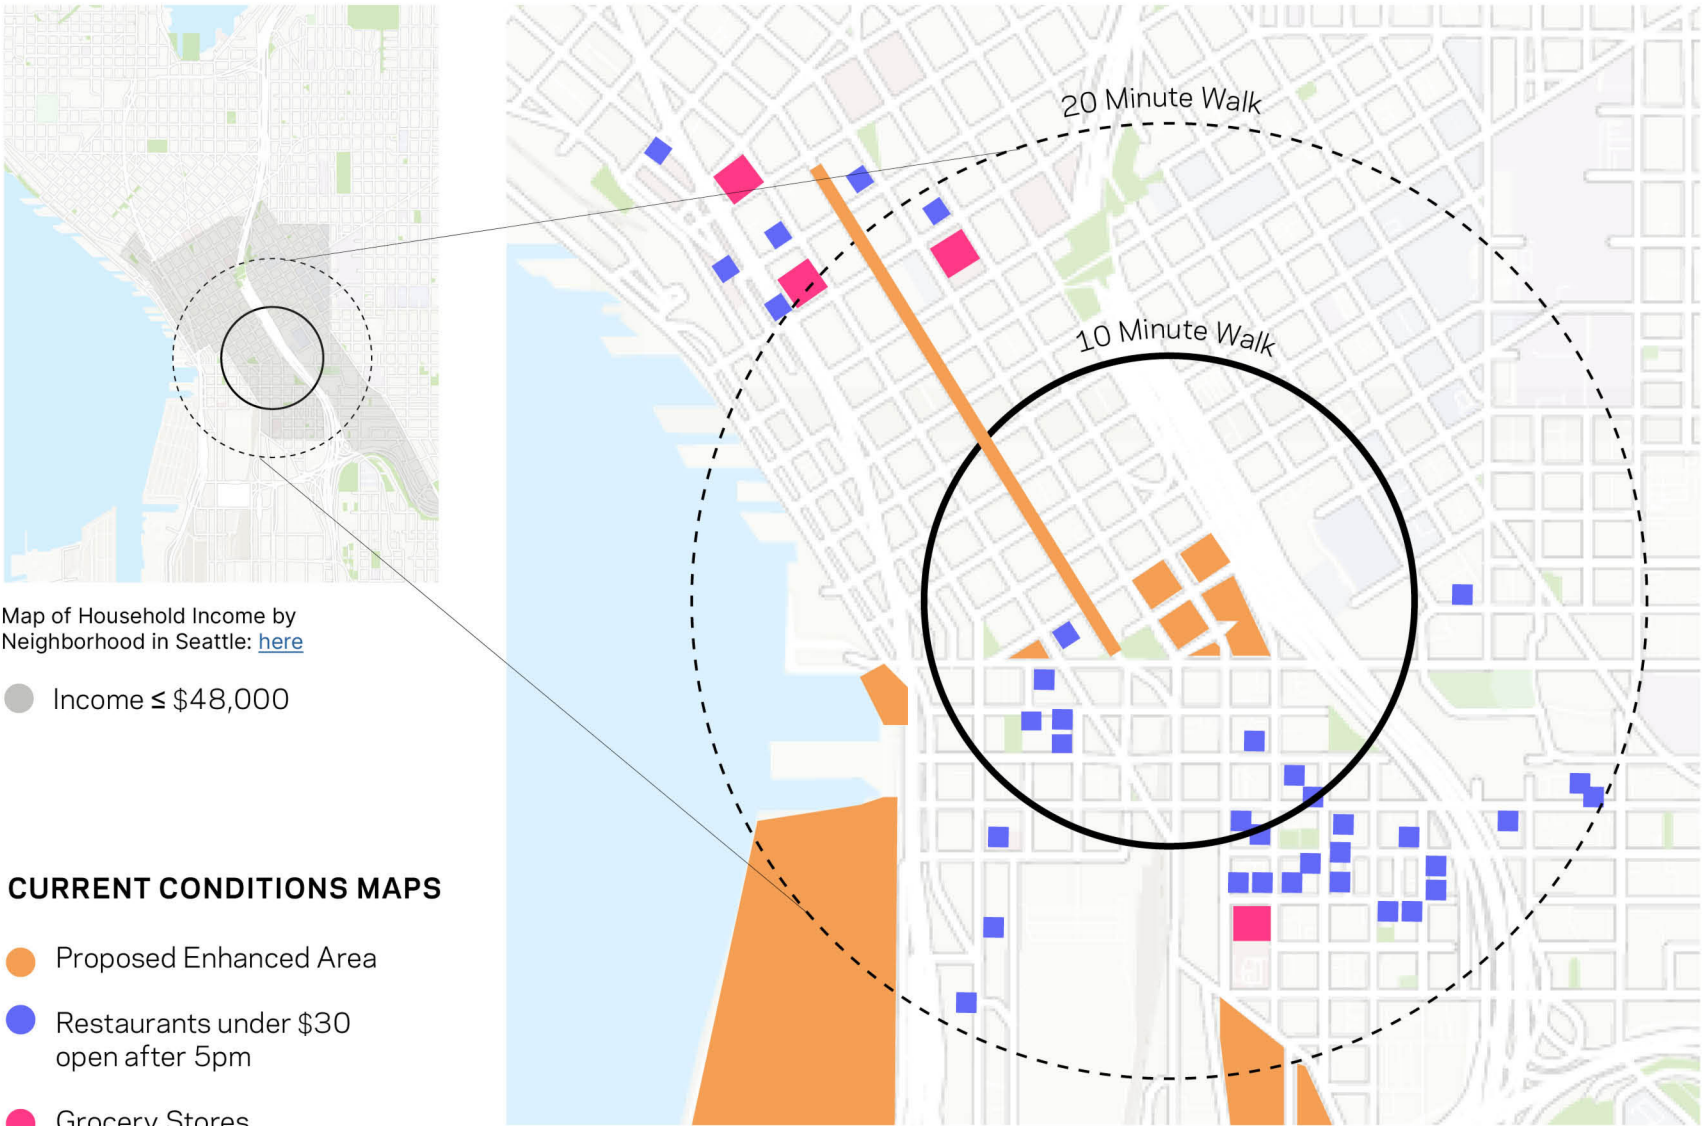 20 Minute Walk
10 Minute Walk
Map of Household Income by
Neighborhood in Seattle: here
Income ≤ $48,000
CURRENT CONDITIONS MAPS
Proposed Enhanced Area
Restaurants under $30
open after 5pm
Grocery Stores